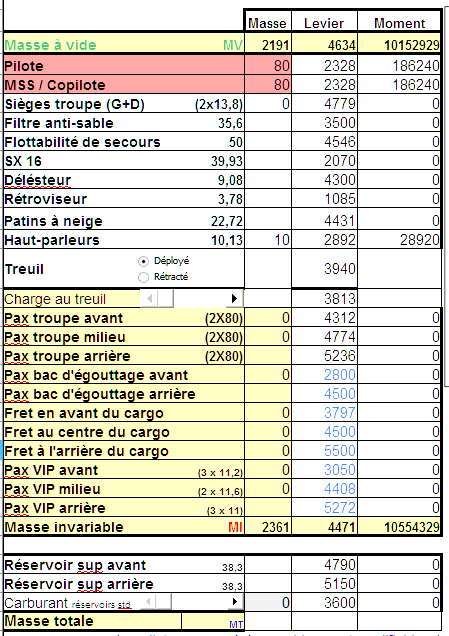 Masse Levier Moment
Masse à vide MV 2191 4634 10152929
Pilote 80 2328 186240
MSS / Copilote 80 2328 186240
Sièges troupe (G+D) (2x13,8) 0 4779 0
Filtre anti-sable 35,6 3500 0
Flottabilité de secours 50 4546 0
SX 16 39,93 2070 0
Délésteur 9,08 4300 0
Rétroviseur 3,78 1085 0
Patins à neige 22,72 4431 0
Haut-parleurs 10,13 10 2892 28920
Treuil Déployé 3940 0
Rétracté
Charge au treuil 3813
Pax troupe avant (2X80) 0 4312 0
Pax troupe milieu (2X80) 0 4774 0
Pax troupe arrière (2X80) 5236 0
Pax bac d'égouttage avant 0 2800 0
Pax bac d'égouttage arrière 4500 0
Fret en avant du cargo 0 3797 0
Fret au centre du cargo 0 4500 0
Fret à l'arrière du cargo 0 5500 0
Pax VIP avant (3 x 11,2) 0 3050 0
Pax VIP milieu (2 x 11,6) 0 4408 0
Pax VIP arrière (3 x 11) 5272 0
Masse invariable MI 2361 4471 10554329
Réservoir sup avant 38,3 4790 0
Réservoir sup arrière 38,3 5150 0
Carburant réservoirs std. 0 3600 0
Masse totale MT